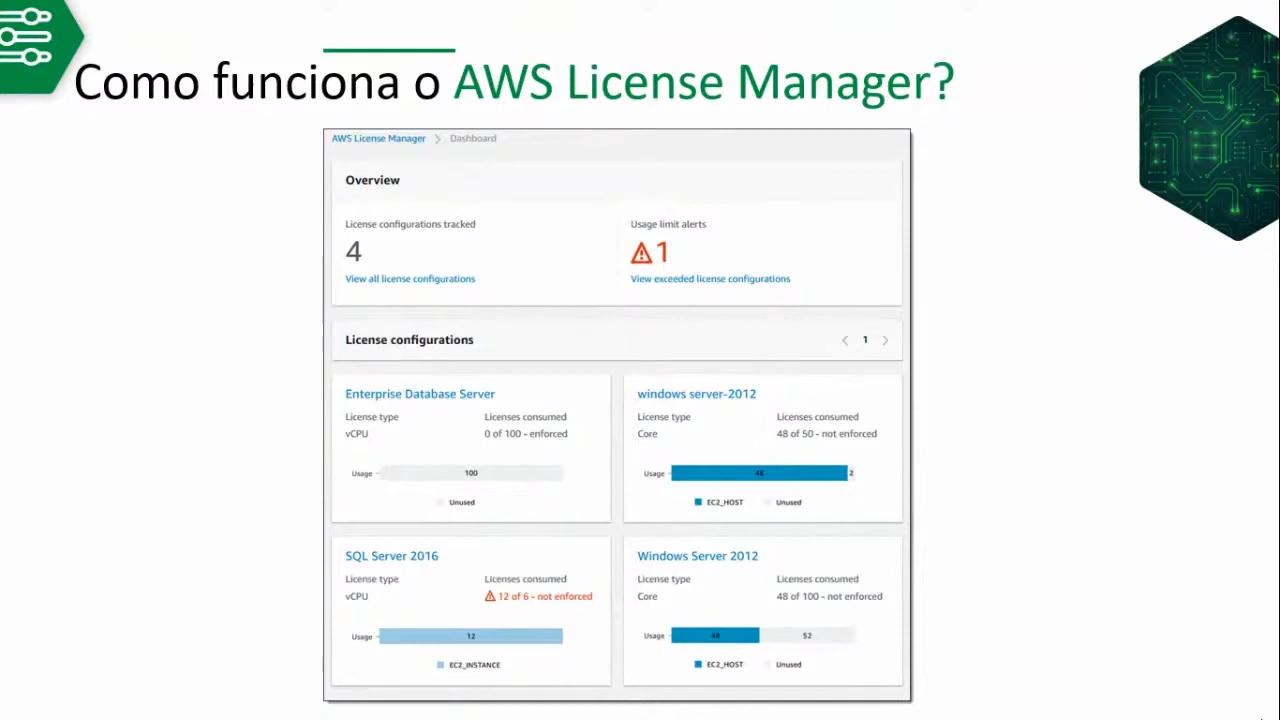 Como funciona o AWS License Manager?
AWS License Manager > Dashboard
Overview
License configurations tracked
4
View all license configurations
Usage limit alerts
1
View exceeded license configurations
License configurations
< 1 >
Enterprise Database Server
License type
vCPU
Licenses consumed
0 of 100 - enforced
Usage
100
Unused
windows server-2012
License type
Core
Licenses consumed
48 of 50 - not enforced
Usage
48
2
EC2_HOST
Unused
SQL Server 2016
License type
vCPU
Licenses consumed
12 of 6 - not enforced
Usage
12
EC2_INSTANCE
Windows Server 2012
License type
Core
Licenses consumed
48 of 100 - not enforced
Usage
48
52
EC2_HOST
Unused